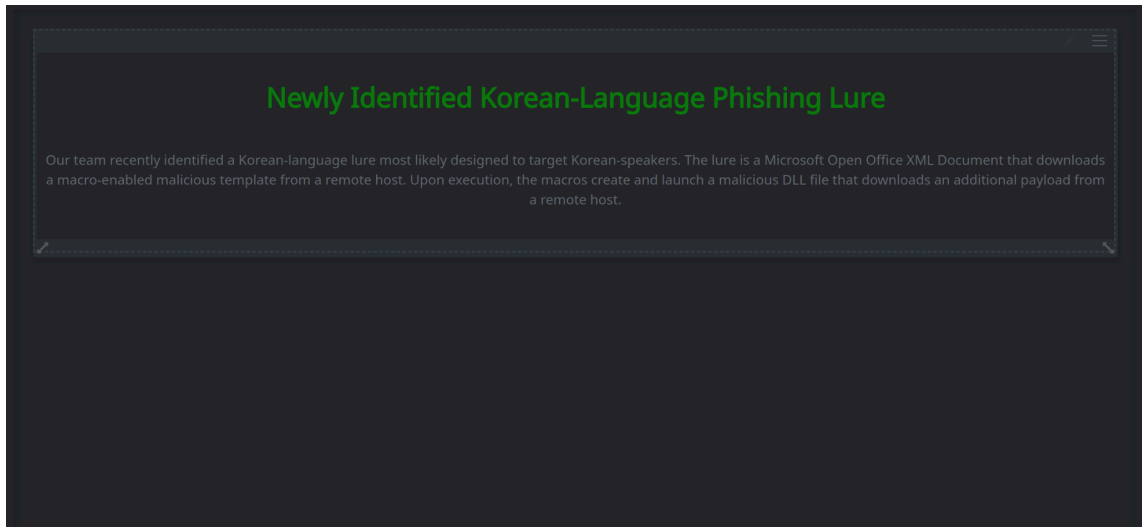 Newly Identified Korean-Language Phishing Lure
Our team recently identified a Korean-language lure most likely designed to target Korean-speakers. The lure is a Microsoft Open Office XML Document that downloads
a macro-enabled malicious template from a remote host. Upon execution, the macros create and launch a malicious DLL file that downloads an additional payload from
a remote host.